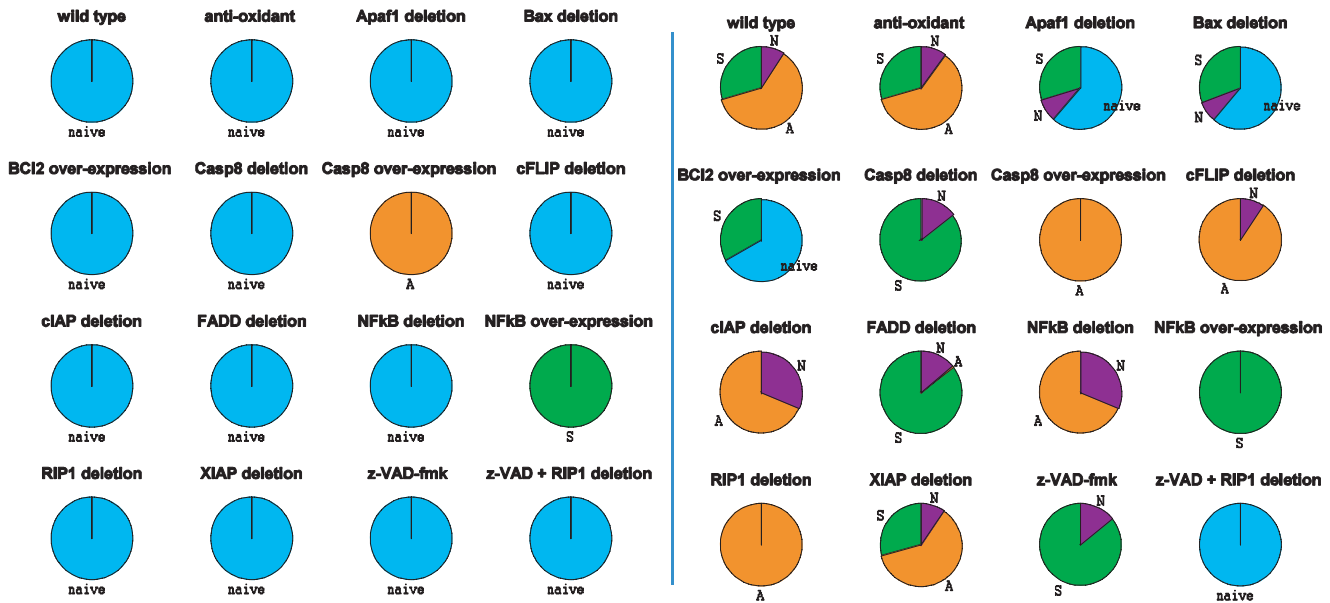 wild type
anti-oxidant
Apaf1 deletion
Bax deletion
naive
naive
naive
naive
BCl2 over-expression
Casp8 deletion
Casp8 over-expression
cFLIP deletion
naive
naive
A
naive
cIAP deletion
FADD deletion
NFkB deletion
NFkB over-expression
naive
naive
naive
S
RIP1 deletion
XIAP deletion
z-VAD-fmk
z-VAD + RIP1 deletion
naive
naive
naive
naive
wild type
anti-oxidant
Apaf1 deletion
Bax deletion
S
N
A
S
N
A
S
naive
N
S
naive
N
BCl2 over-expression
Casp8 deletion
Casp8 over-expression
cFLIP deletion
S
naive
N
S
A
N
A
cIAP deletion
FADD deletion
NFkB deletion
NFkB over-expression
N
A
N
A
S
N
A
S
RIP1 deletion
XIAP deletion
z-VAD-fmk
z-VAD + RIP1 deletion
A
S
N
A
N
S
naive